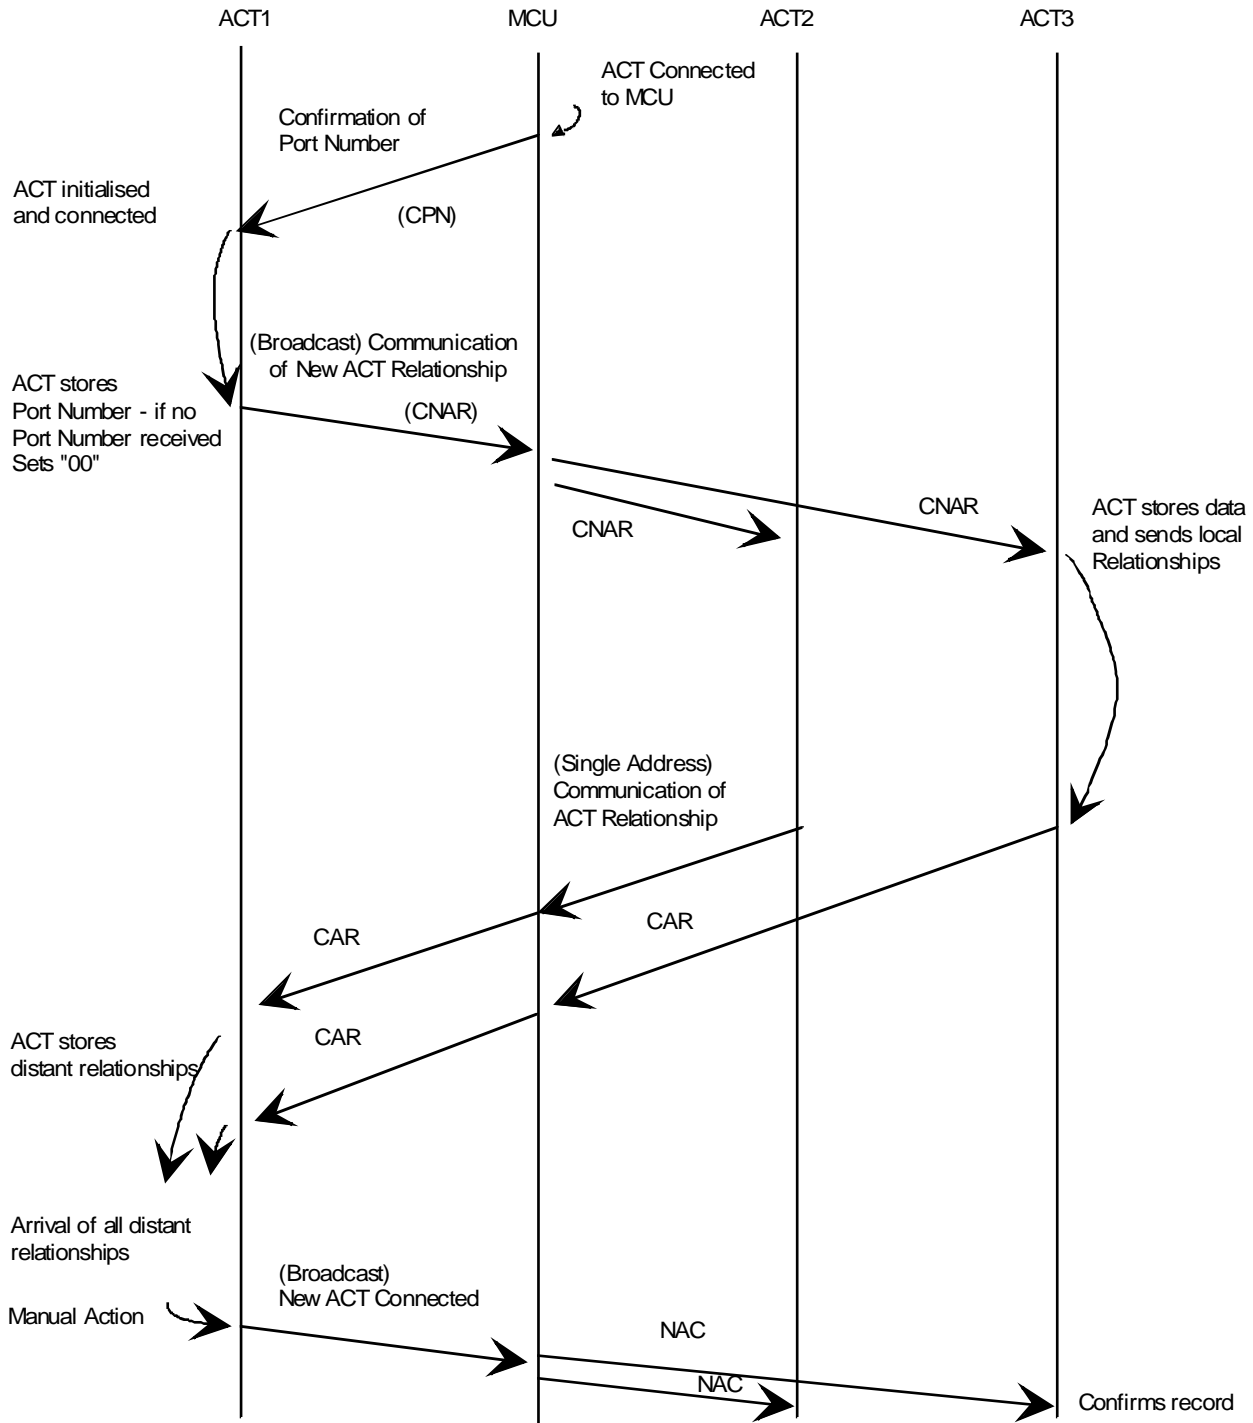 ACT1
MCU
ACT2
ACT3
ACT Connected
to MCU
Confirmation of
Port Number
ACT initialised
and connected
(CPN)
(Broadcast) Communication
of New ACT Relationship
ACT stores
Port Number - if no
Port Number received
Sets "00"
(CNAR)
CNAR
CNAR
ACT stores data
and sends local
Relationships
(Single Address)
Communication of
ACT Relationship
CAR
CAR
ACT stores
distant relationships
CAR
Arrival of all distant
relationships
(Broadcast)
New ACT Connected
Manual Action
NAC
NAC
Confirms record